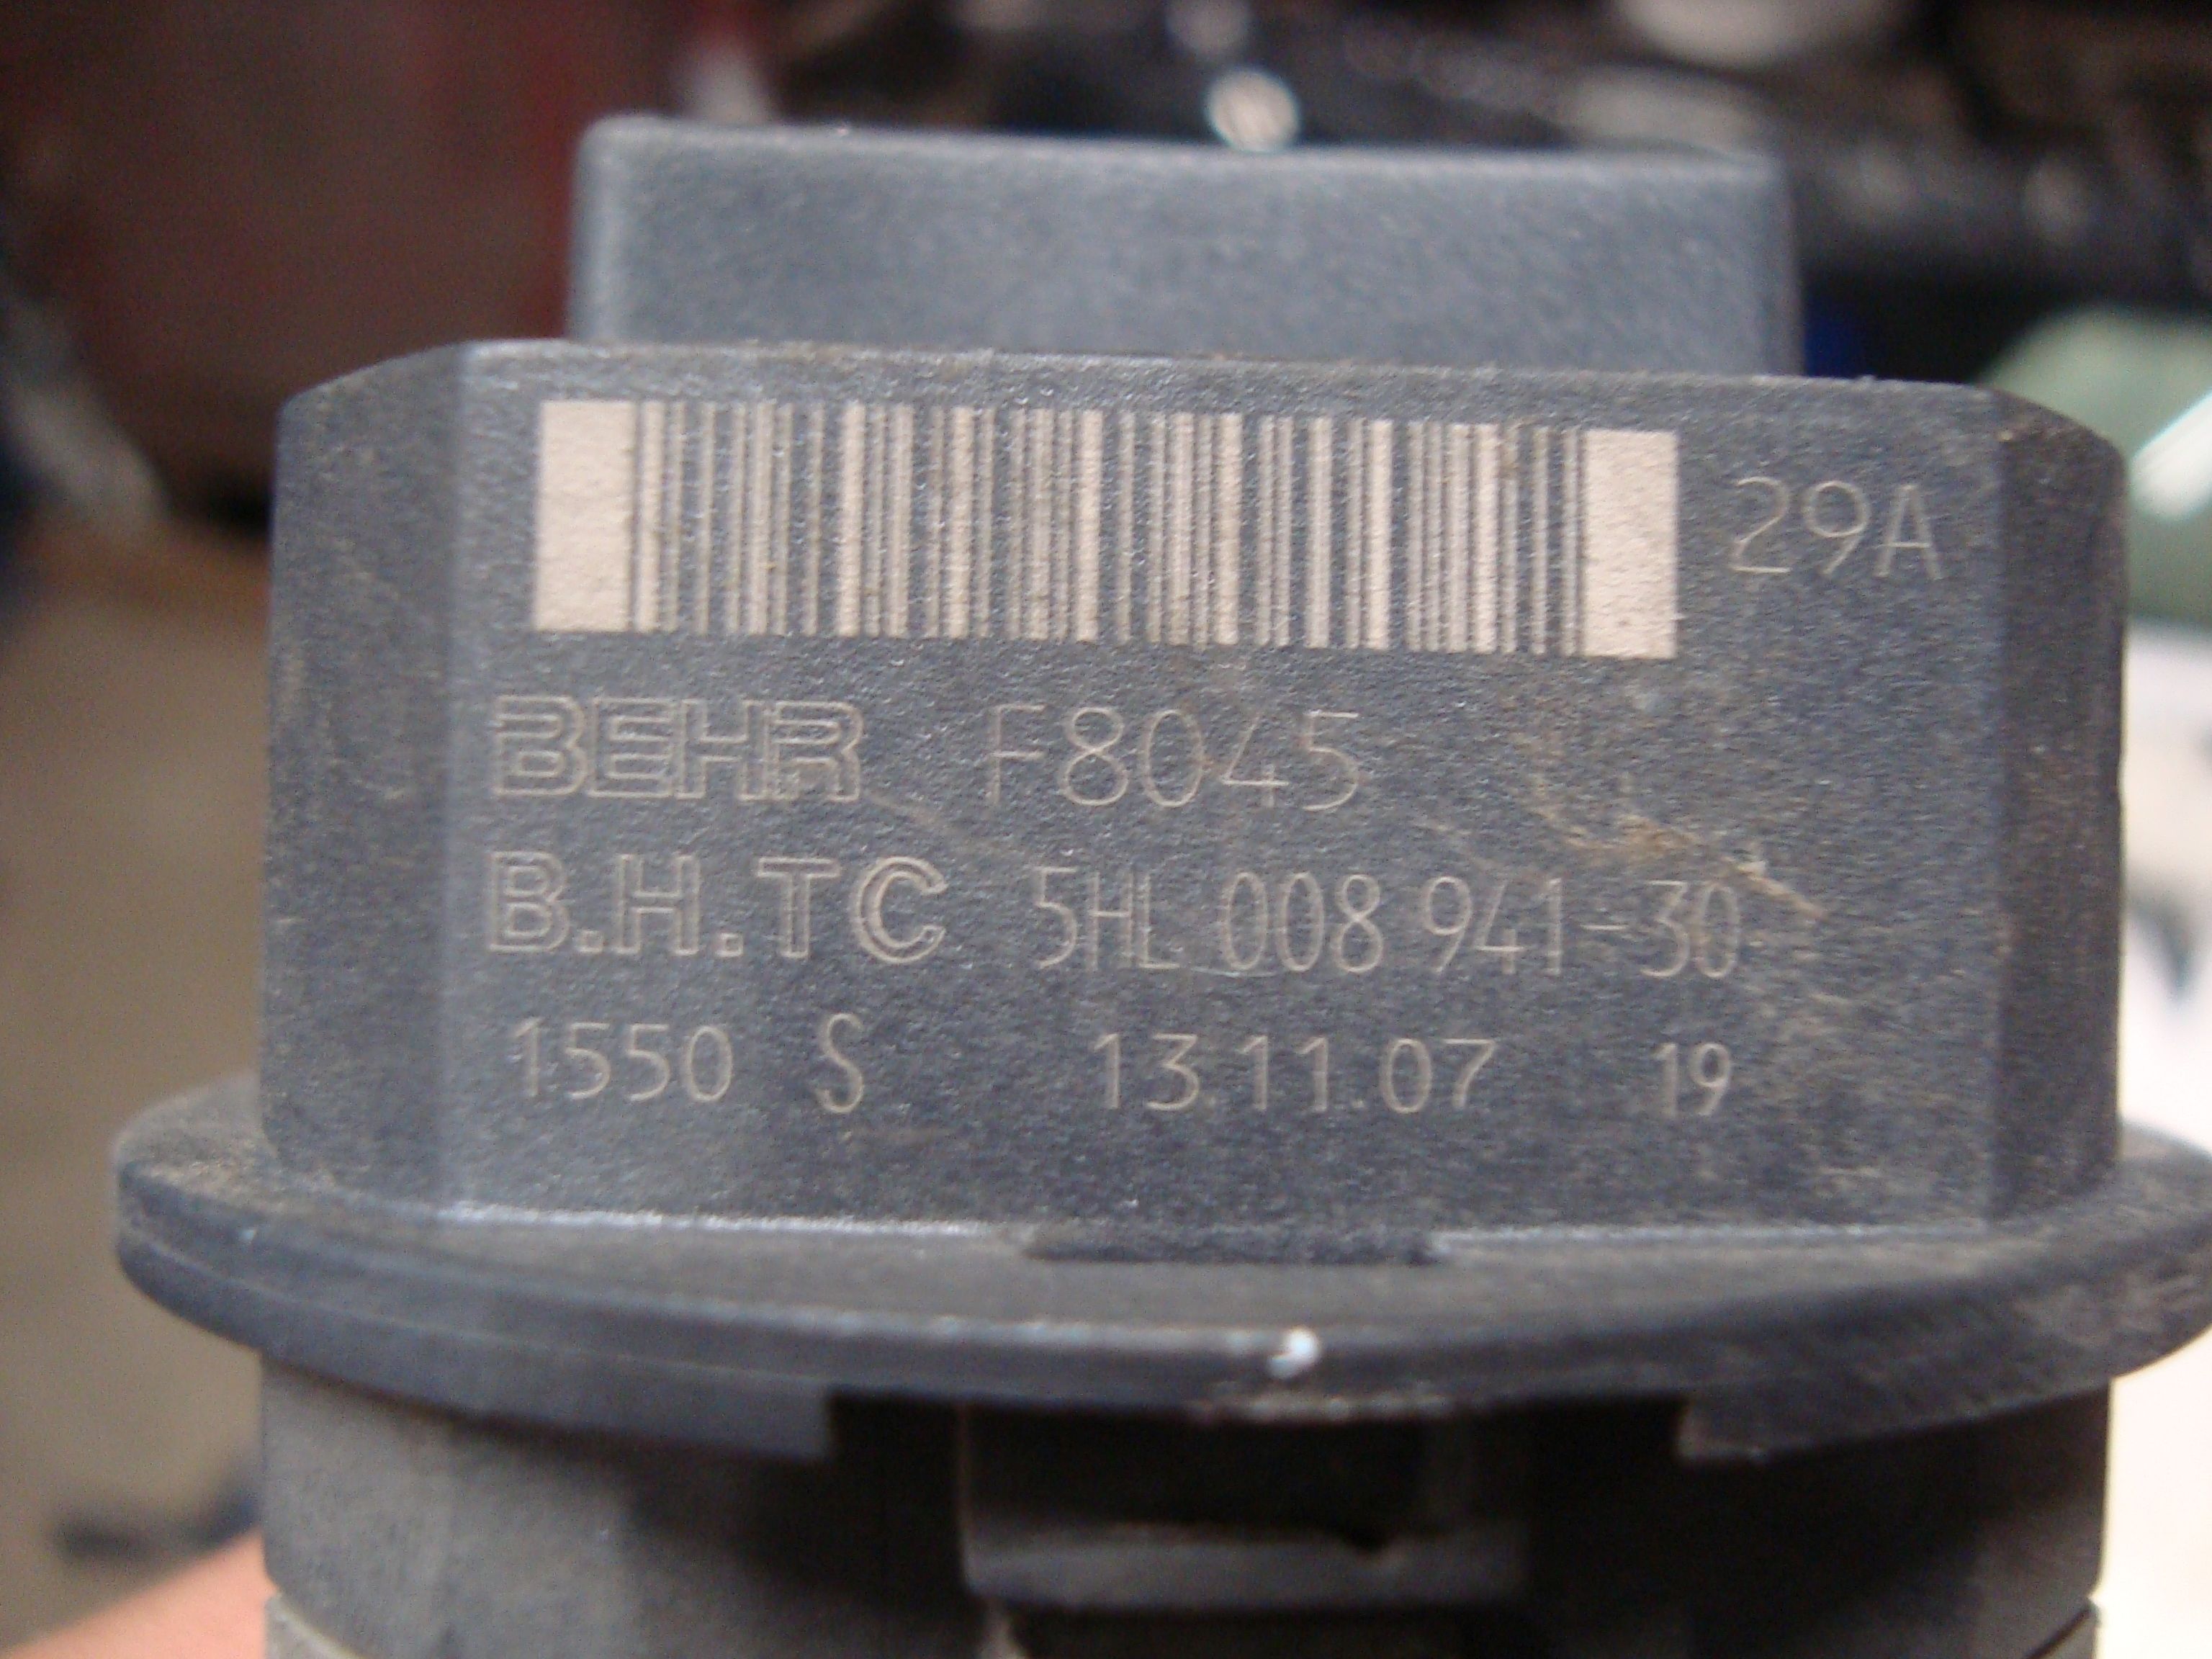 29A
BEHR F8045
B.H.TC 5HL 008 941-30
1550 S 13.11.07 19